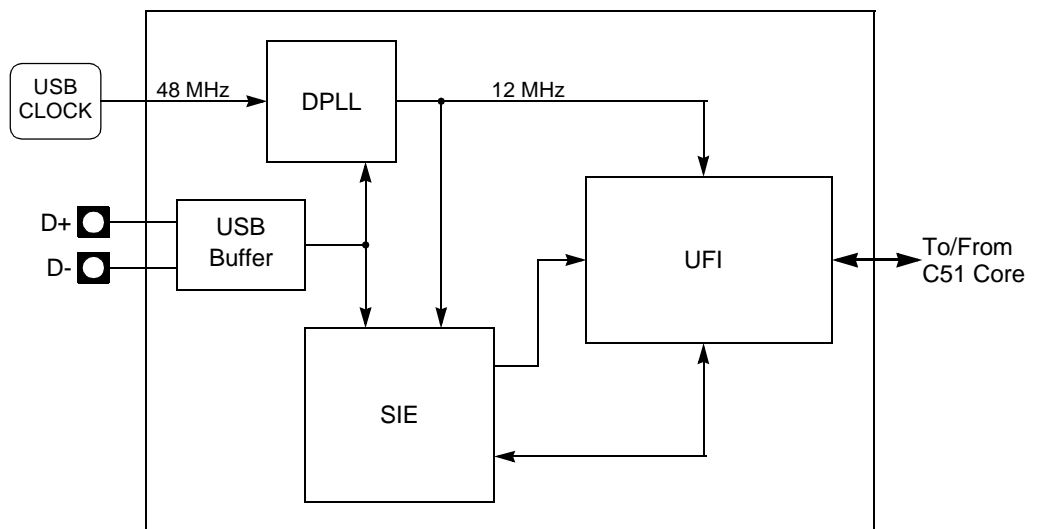 USB
CLOCK
48 MHz
DPLL
12 MHz
D+
D-
USB
Buffer
UFI
To/From
C51 Core
SIE